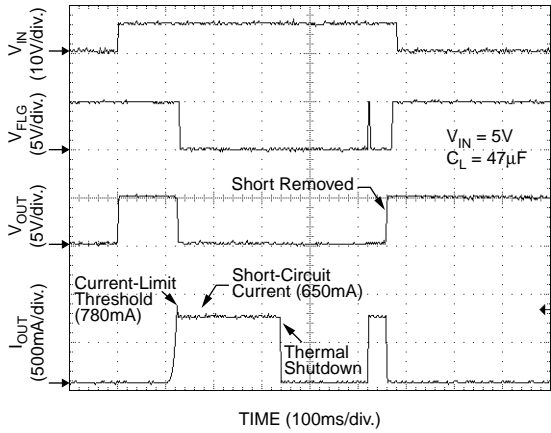 V_IN
(10V/div.)
V_FLG
(5V/div.)
V_IN = 5V
C_L = 47µF
Short Removed
V_OUT
(5V/div.)
Current-Limit
Threshold
(780mA)
Short-Circuit
Current (650mA)
Thermal
Shutdown
I_OUT
(500mA/div.)
TIME (100ms/div.)